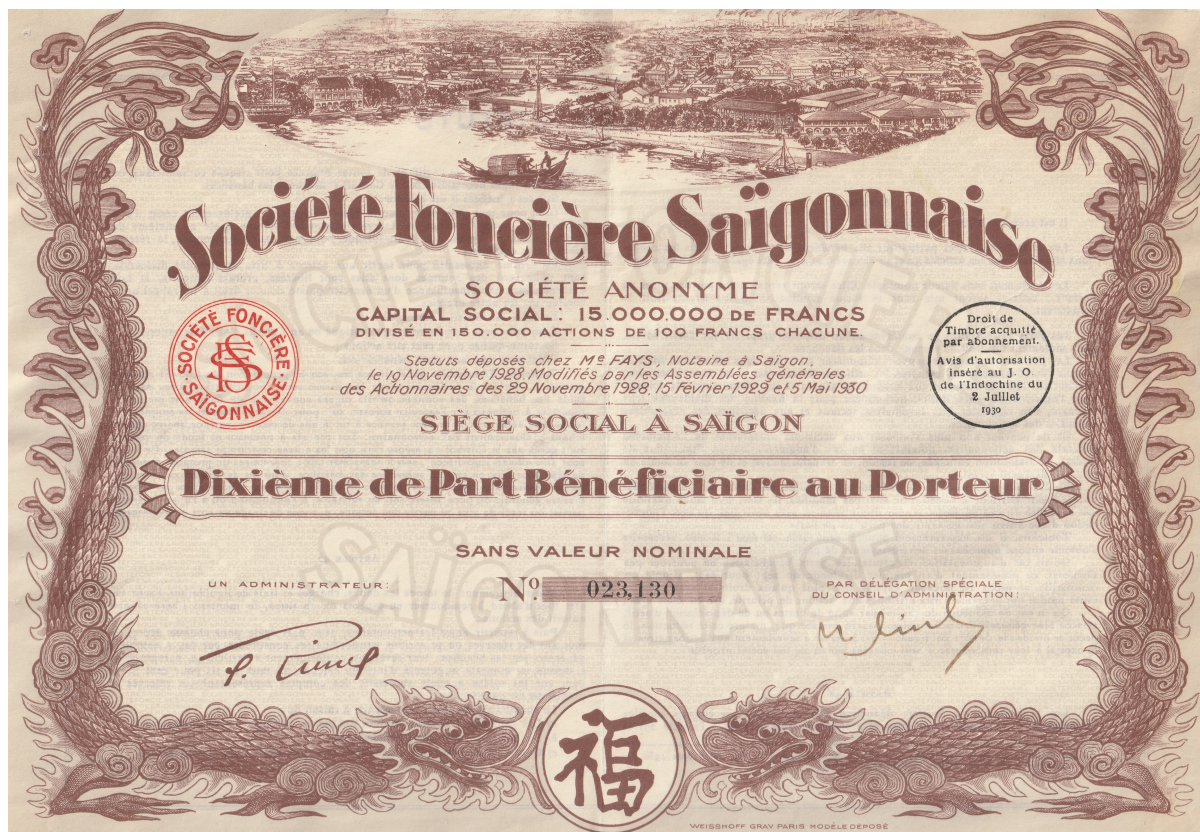 Société Foncière Saïgonnaise
SOCIÉTÉ ANONYME
CAPITAL SOCIAL: 15.000.000 DE FRANCS
DIVISÉ EN 150.000 ACTIONS DE 100 FRANCS CHACUNE.
Statuts déposés chez Me FAYS, Notaire à Saigon,
le 19 Novembre 1928. Modifiés par les Assemblées générales
des Actionnaires des 29 Novembre 1928, 15 Février 1929 et 5 Mai 1930
SIÈGE SOCIAL À SAÏGON
SOCIÉTÉ FONCIÈRE
SAÏGONNAISE
SFS
Droit de
Timbre acquitté
par abonnement.
Avis d'autorisation
inséré au J. O.
de l'Indochine du
2 Juillet
1930
Dixième de Part Bénéficiaire au Porteur
SANS VALEUR NOMINALE
UN ADMINISTRATEUR:
No. 023,130
PAR DÉLÉGATION SPÉCIALE
DU CONSEIL D'ADMINISTRATION:
CIE FONCIÈRE
SAÏGONNAISE
福
WEISSHOFF GRAV. PARIS MODÈLE DÉPOSÉ